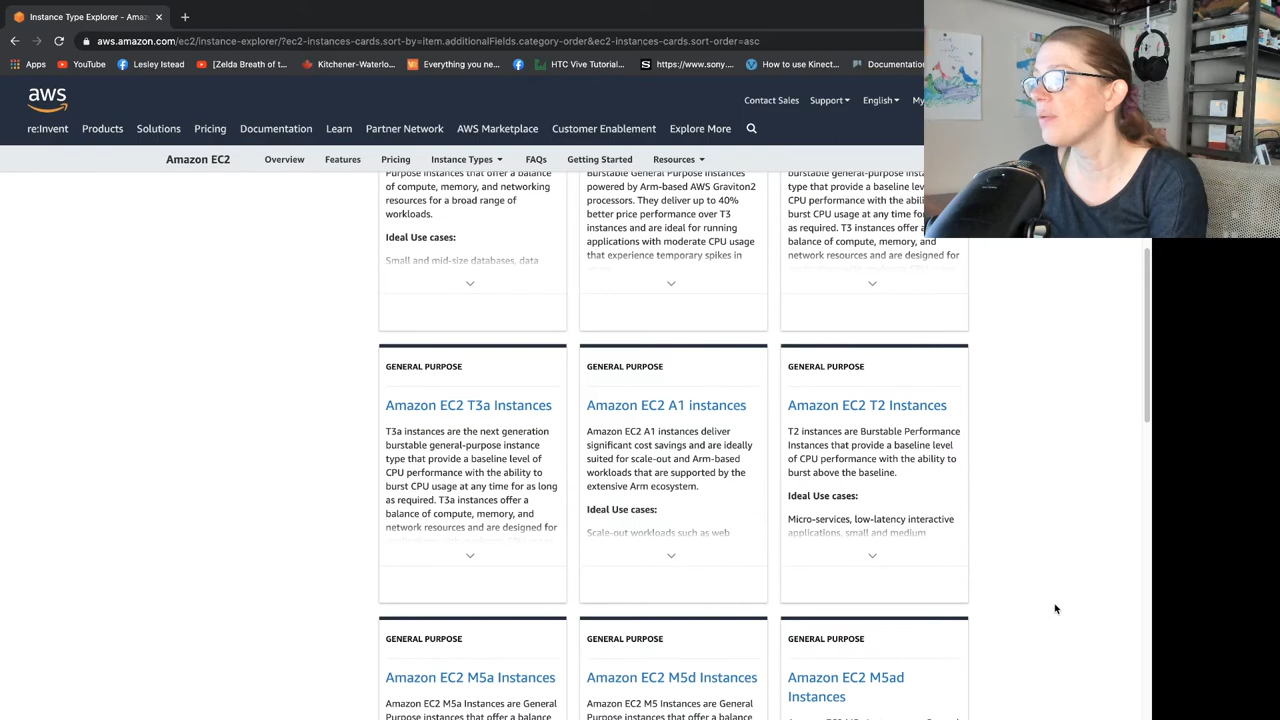 Instance Type Explorer - Amaz
aws.amazon.com/ec2/instance-explorer/?ec2-instances-cards.sort-by=item.additionalFields.category-order&ec2-instances-cards.sort-order=asc
Apps YouTube Lesley Istead [Zelda Breath of t... Kitchener-Waterlo... Everything you ne... HTC Vive Tutorial... https://www.sony.... How to use Kinect... Documentation
aws
Contact Sales Support English My
re:Invent Products Solutions Pricing Documentation Learn Partner Network AWS Marketplace Customer Enablement Explore More
Amazon EC2 Overview Features Pricing Instance Types FAQs Getting Started Resources
Purpose instances that offer a balance
of compute, memory, and networking
resources for a broad range of
workloads.
Ideal Use cases:
Small and mid-size databases, data
Burstable General Purpose Instances
powered by Arm-based AWS Graviton2
processors. They deliver up to 40%
better price performance over T3
instances and are ideal for running
applications with moderate CPU usage
that experience temporary spikes in
burstable general-purpose instance
type that provide a baseline level of
CPU performance with the ability to
burst CPU usage at any time for as long
as required. T3 instances offer a
balance of compute, memory, and
network resources and are designed for
GENERAL PURPOSE
Amazon EC2 T3a Instances
T3a instances are the next generation
burstable general-purpose instance
type that provide a baseline level of
CPU performance with the ability to
burst CPU usage at any time for as long
as required. T3a instances offer a
balance of compute, memory, and
network resources and are designed for
GENERAL PURPOSE
Amazon EC2 A1 instances
Amazon EC2 A1 instances deliver
significant cost savings and are ideally
suited for scale-out and Arm-based
workloads that are supported by the
extensive Arm ecosystem.
Ideal Use cases:
Scale-out workloads such as web
GENERAL PURPOSE
Amazon EC2 T2 Instances
T2 instances are Burstable Performance
Instances that provide a baseline level
of CPU performance with the ability to
burst above the baseline.
Ideal Use cases:
Micro-services, low-latency interactive
applications, small and medium
GENERAL PURPOSE
Amazon EC2 M5a Instances
Amazon EC2 M5a Instances are General
Purpose instances that offer a balance
GENERAL PURPOSE
Amazon EC2 M5d Instances
Amazon EC2 M5 Instances are General
Purpose instances that offer a balance
GENERAL PURPOSE
Amazon EC2 M5ad
Instances